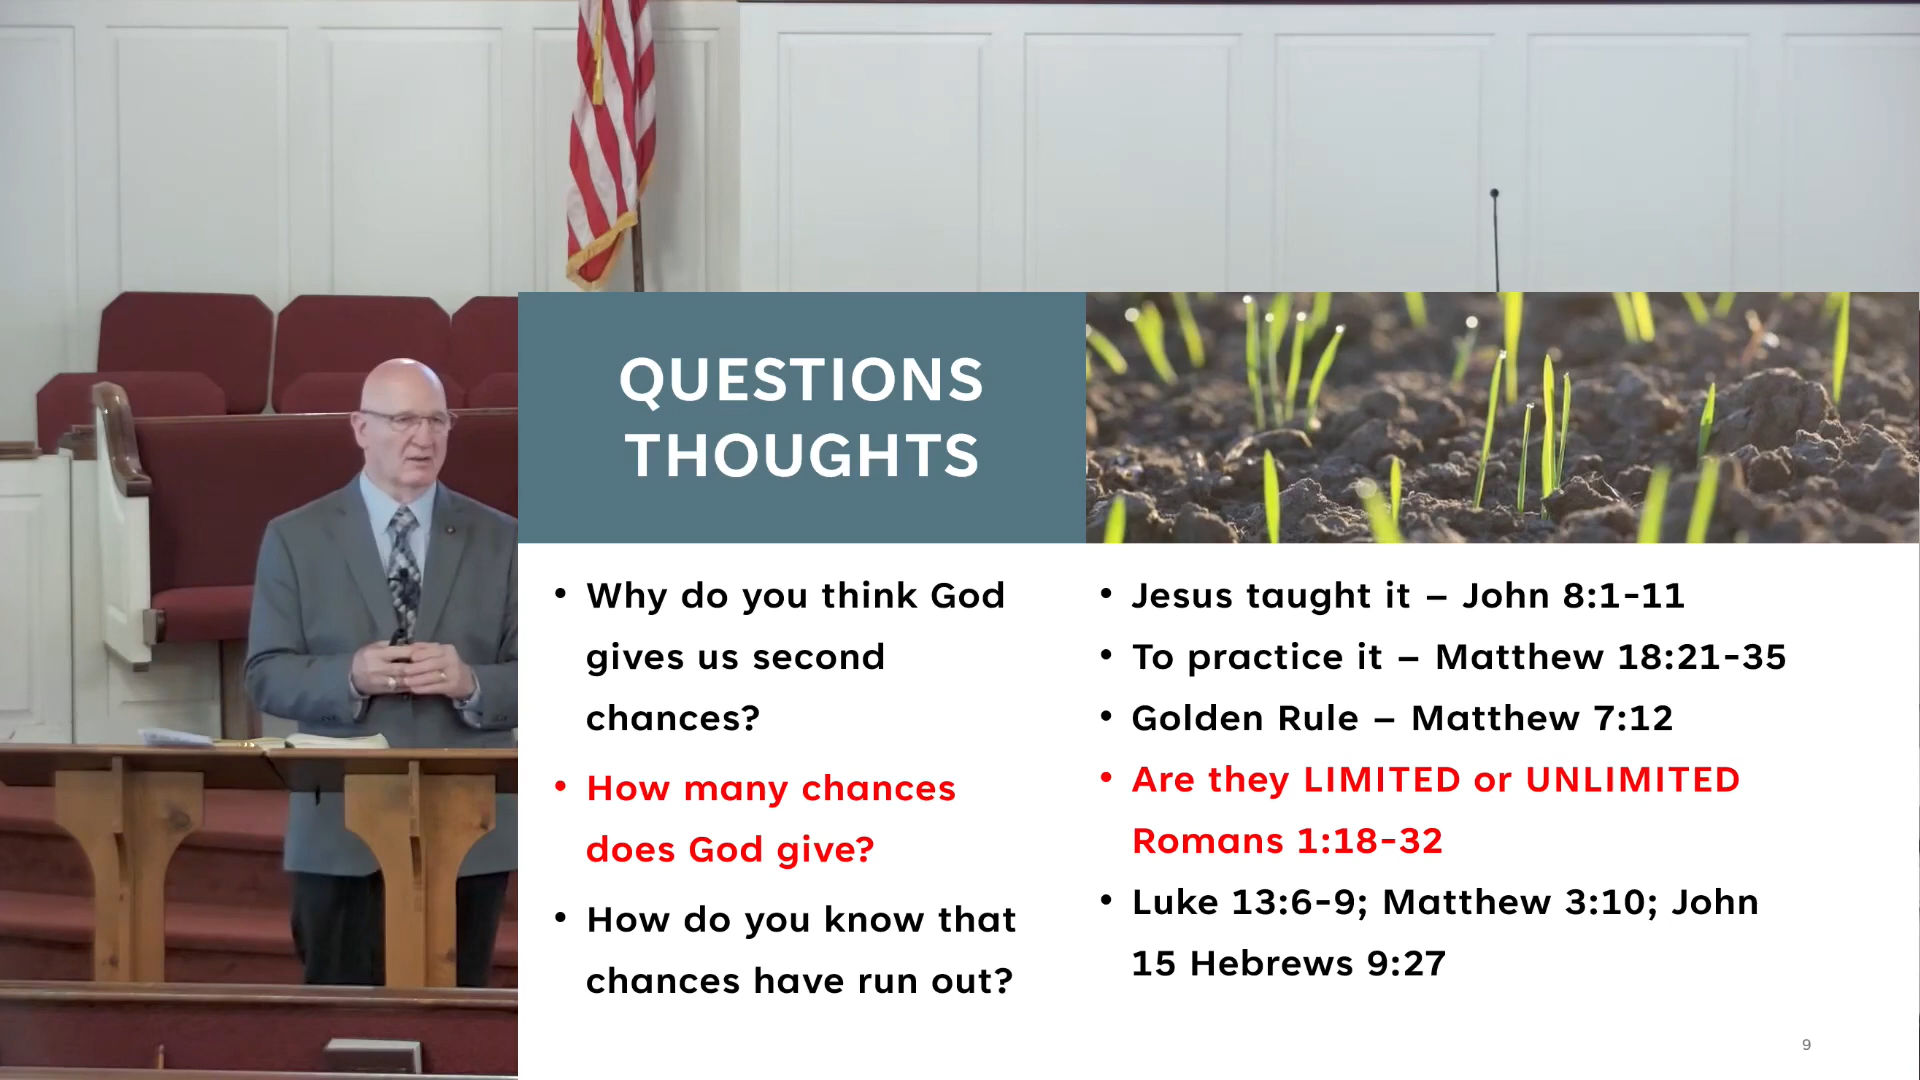 QUESTIONS
THOUGHTS
• Why do you think God
gives us second
chances?
• How many chances
does God give?
• How do you know that
chances have run out?
• Jesus taught it – John 8:1-11
• To practice it – Matthew 18:21-35
• Golden Rule – Matthew 7:12
• Are they LIMITED or UNLIMITED
Romans 1:18-32
• Luke 13:6-9; Matthew 3:10; John
15 Hebrews 9:27
9